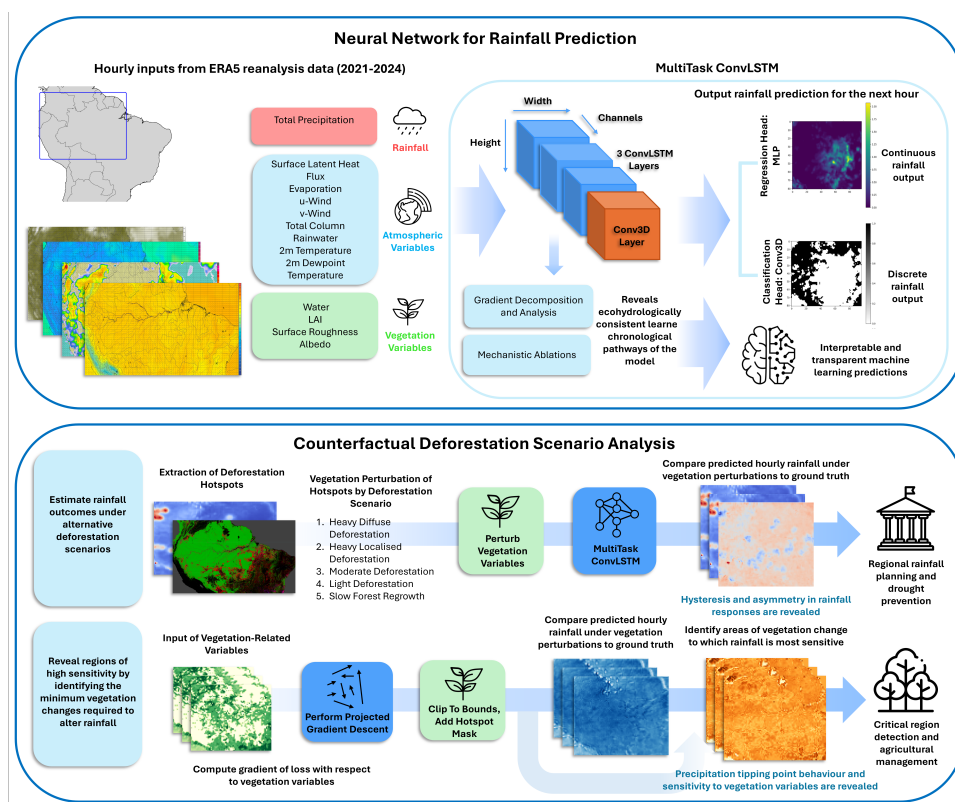 Neural Network for Rainfall Prediction
Hourly inputs from ERA5 reanalysis data (2021-2024)
Total Precipitation
Rainfall
Surface Latent Heat
Flux
Evaporation
u-Wind
v-Wind
Total Column
Rainwater
2m Temperature
2m Dewpoint
Temperature
Atmospheric
Variables
Water
LAI
Surface Roughness
Albedo
Vegetation
Variables
MultiTask ConvLSTM
Width
Channels
Height
3 ConvLSTM
Layers
Conv3D
Layer
Gradient Decomposition
and Analysis
Mechanistic Ablations
Reveals
ecohydrologically
consistent learne
chronological
pathways of the
model
Output rainfall prediction for the next hour
Regression Head:
MLP
Continuous
rainfall
output
Classification
Head: Conv3D
Discrete
rainfall
output
Interpretable and
transparent machine
learning predictions
Counterfactual Deforestation Scenario Analysis
Estimate rainfall
outcomes under
alternative
deforestation
scenarios
Extraction of Deforestation
Hotspots
Vegetation Perturbation of
Hotspots by Deforestation
Scenario
1. Heavy Diffuse
Deforestation
2. Heavy Localised
Deforestation
3. Moderate Deforestation
4. Light Deforestation
5. Slow Forest Regrowth
Perturb
Vegetation
Variables
MultiTask
ConvLSTM
Compare predicted hourly rainfall under
vegetation perturbations to ground truth
Hysteresis and asymmetry in rainfall
responses are revealed
Regional rainfall
planning and
drought
prevention
Reveal regions of
high sensitivity by
identifying the
minimum vegetation
changes required to
alter rainfall
Input of Vegetation-Related
Variables
Perform Projected
Gradient Descent
Compute gradient of loss with respect
to vegetation variables
Clip To Bounds,
Add Hotspot
Mask
Compare predicted hourly
rainfall under vegetation
perturbations to ground truth
Identify areas of vegetation change
to which rainfall is most sensitive
Precipitation tipping point behaviour and
sensitivity to vegetation variables are revealed
Critical region
detection and
agricultural
management